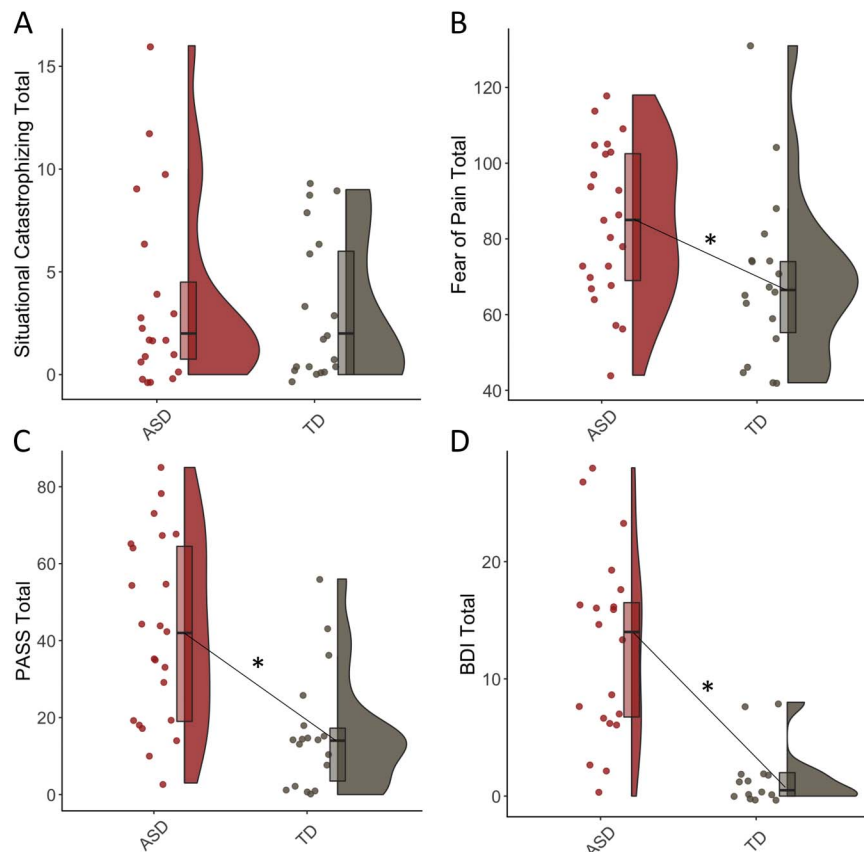 A
Situational Catastrophizing Total
15
10
5
0
ASD
TD
B
Fear of Pain Total
120
100
80
60
40
*
ASD
TD
C
PASS Total
80
60
40
20
0
*
ASD
TD
D
BDI Total
20
10
0
*
ASD
TD